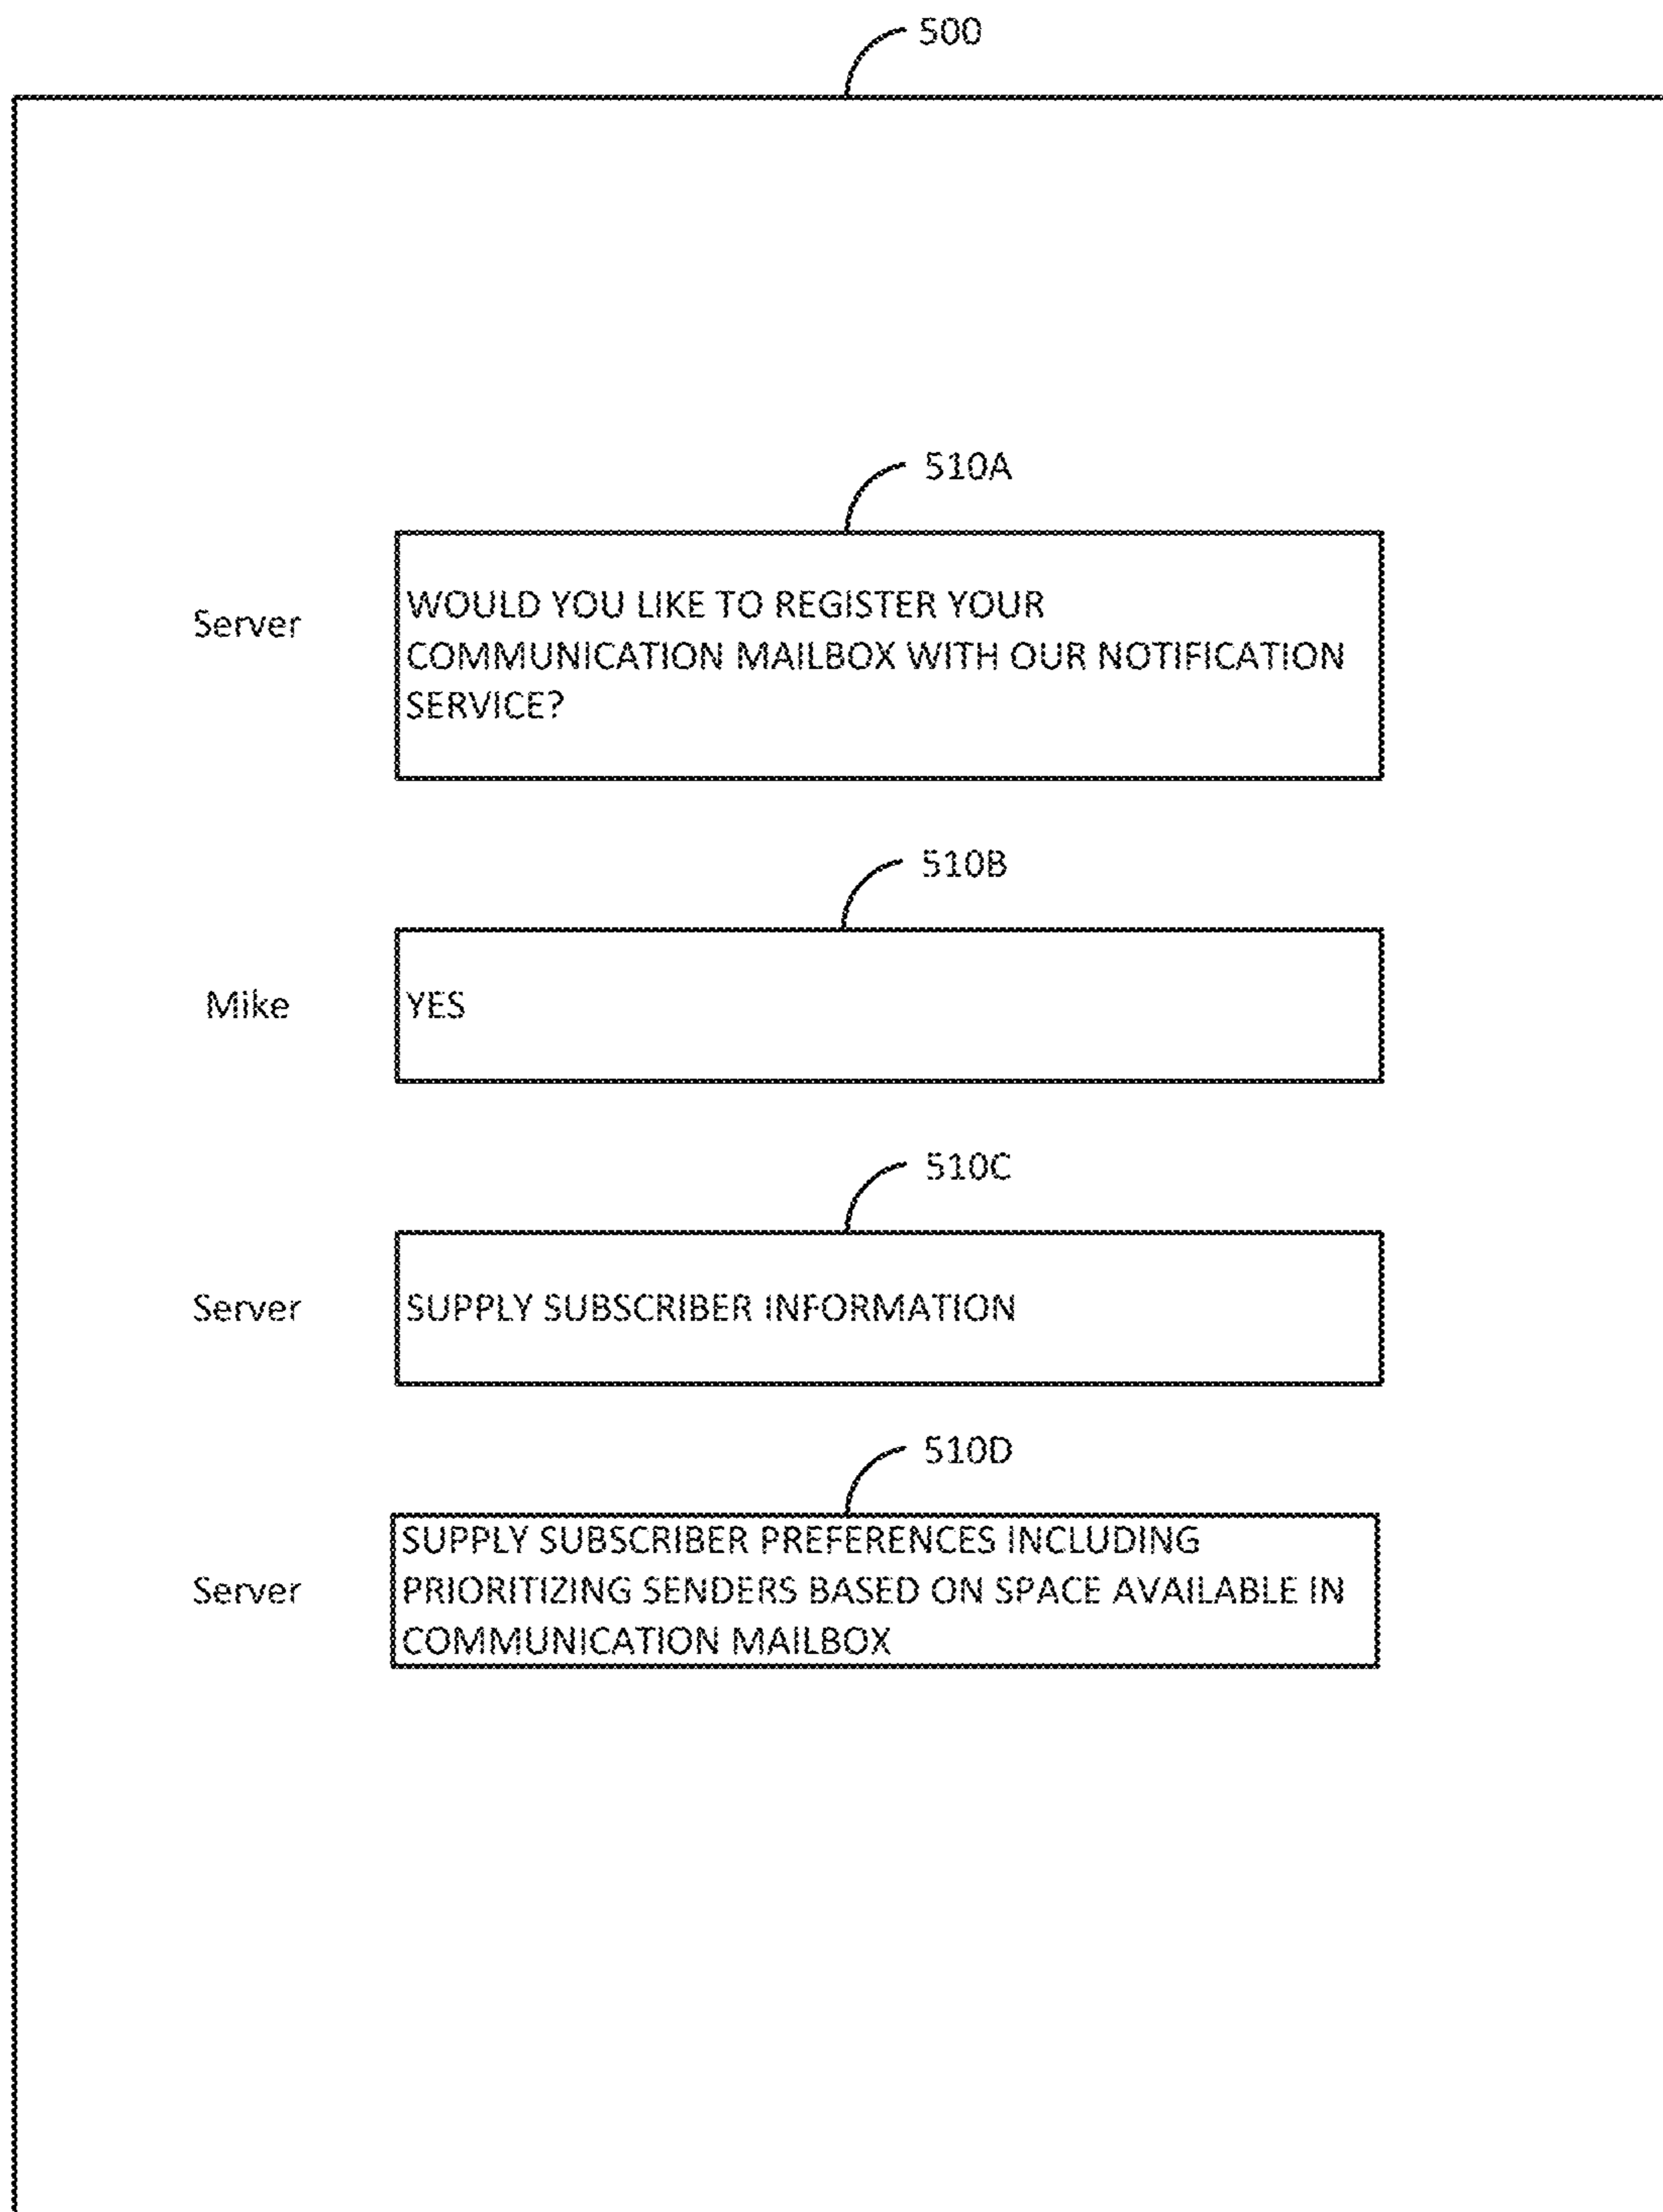 500
510A
Server
WOULD YOU LIKE TO REGISTER YOUR
COMMUNICATION MAILBOX WITH OUR NOTIFICATION
SERVICE?
510B
Mike
YES
510C
Server
SUPPLY SUBSCRIBER INFORMATION
510D
Server
SUPPLY SUBSCRIBER PREFERENCES INCLUDING
PRIORITIZING SENDERS BASED ON SPACE AVAILABLE IN
COMMUNICATION MAILBOX